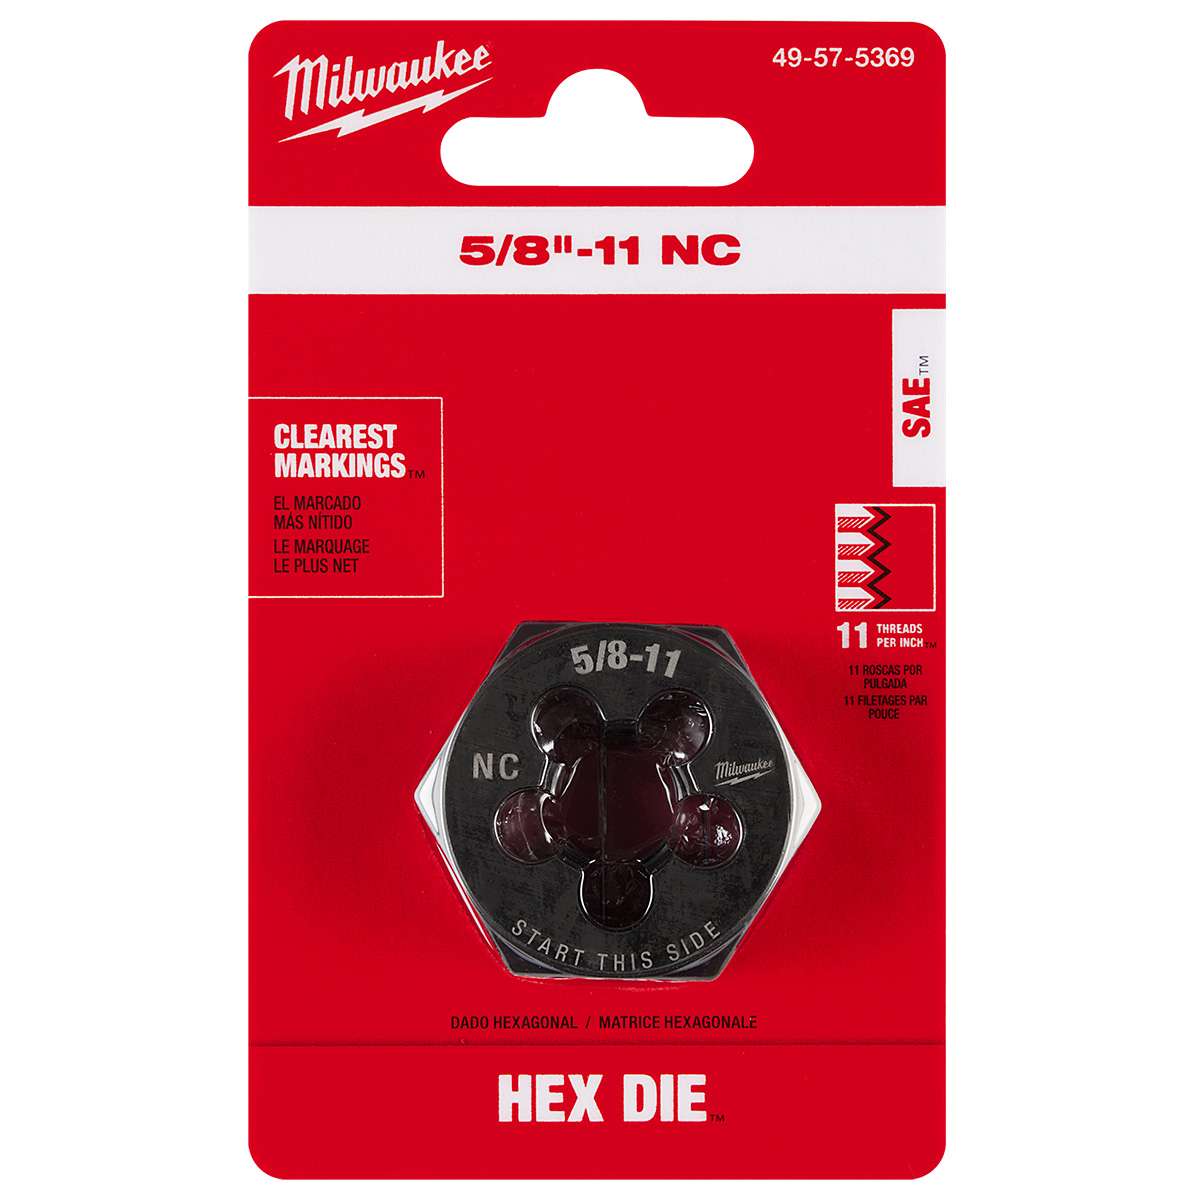 Milwaukee
49-57-5369
5/8"-11 NC
SAE™
CLEAREST
MARKINGS™
EL MARCADO
MÁS NÍTIDO
LE MARQUAGE
LE PLUS NET
11 THREADS
PER INCH™
11 ROSCAS POR
PULGADA
11 FILETAGES PAR
POUCE
5/8-11
NC
Milwaukee
START THIS SIDE
DADO HEXAGONAL / MATRICE HEXAGONALE
HEX DIE™